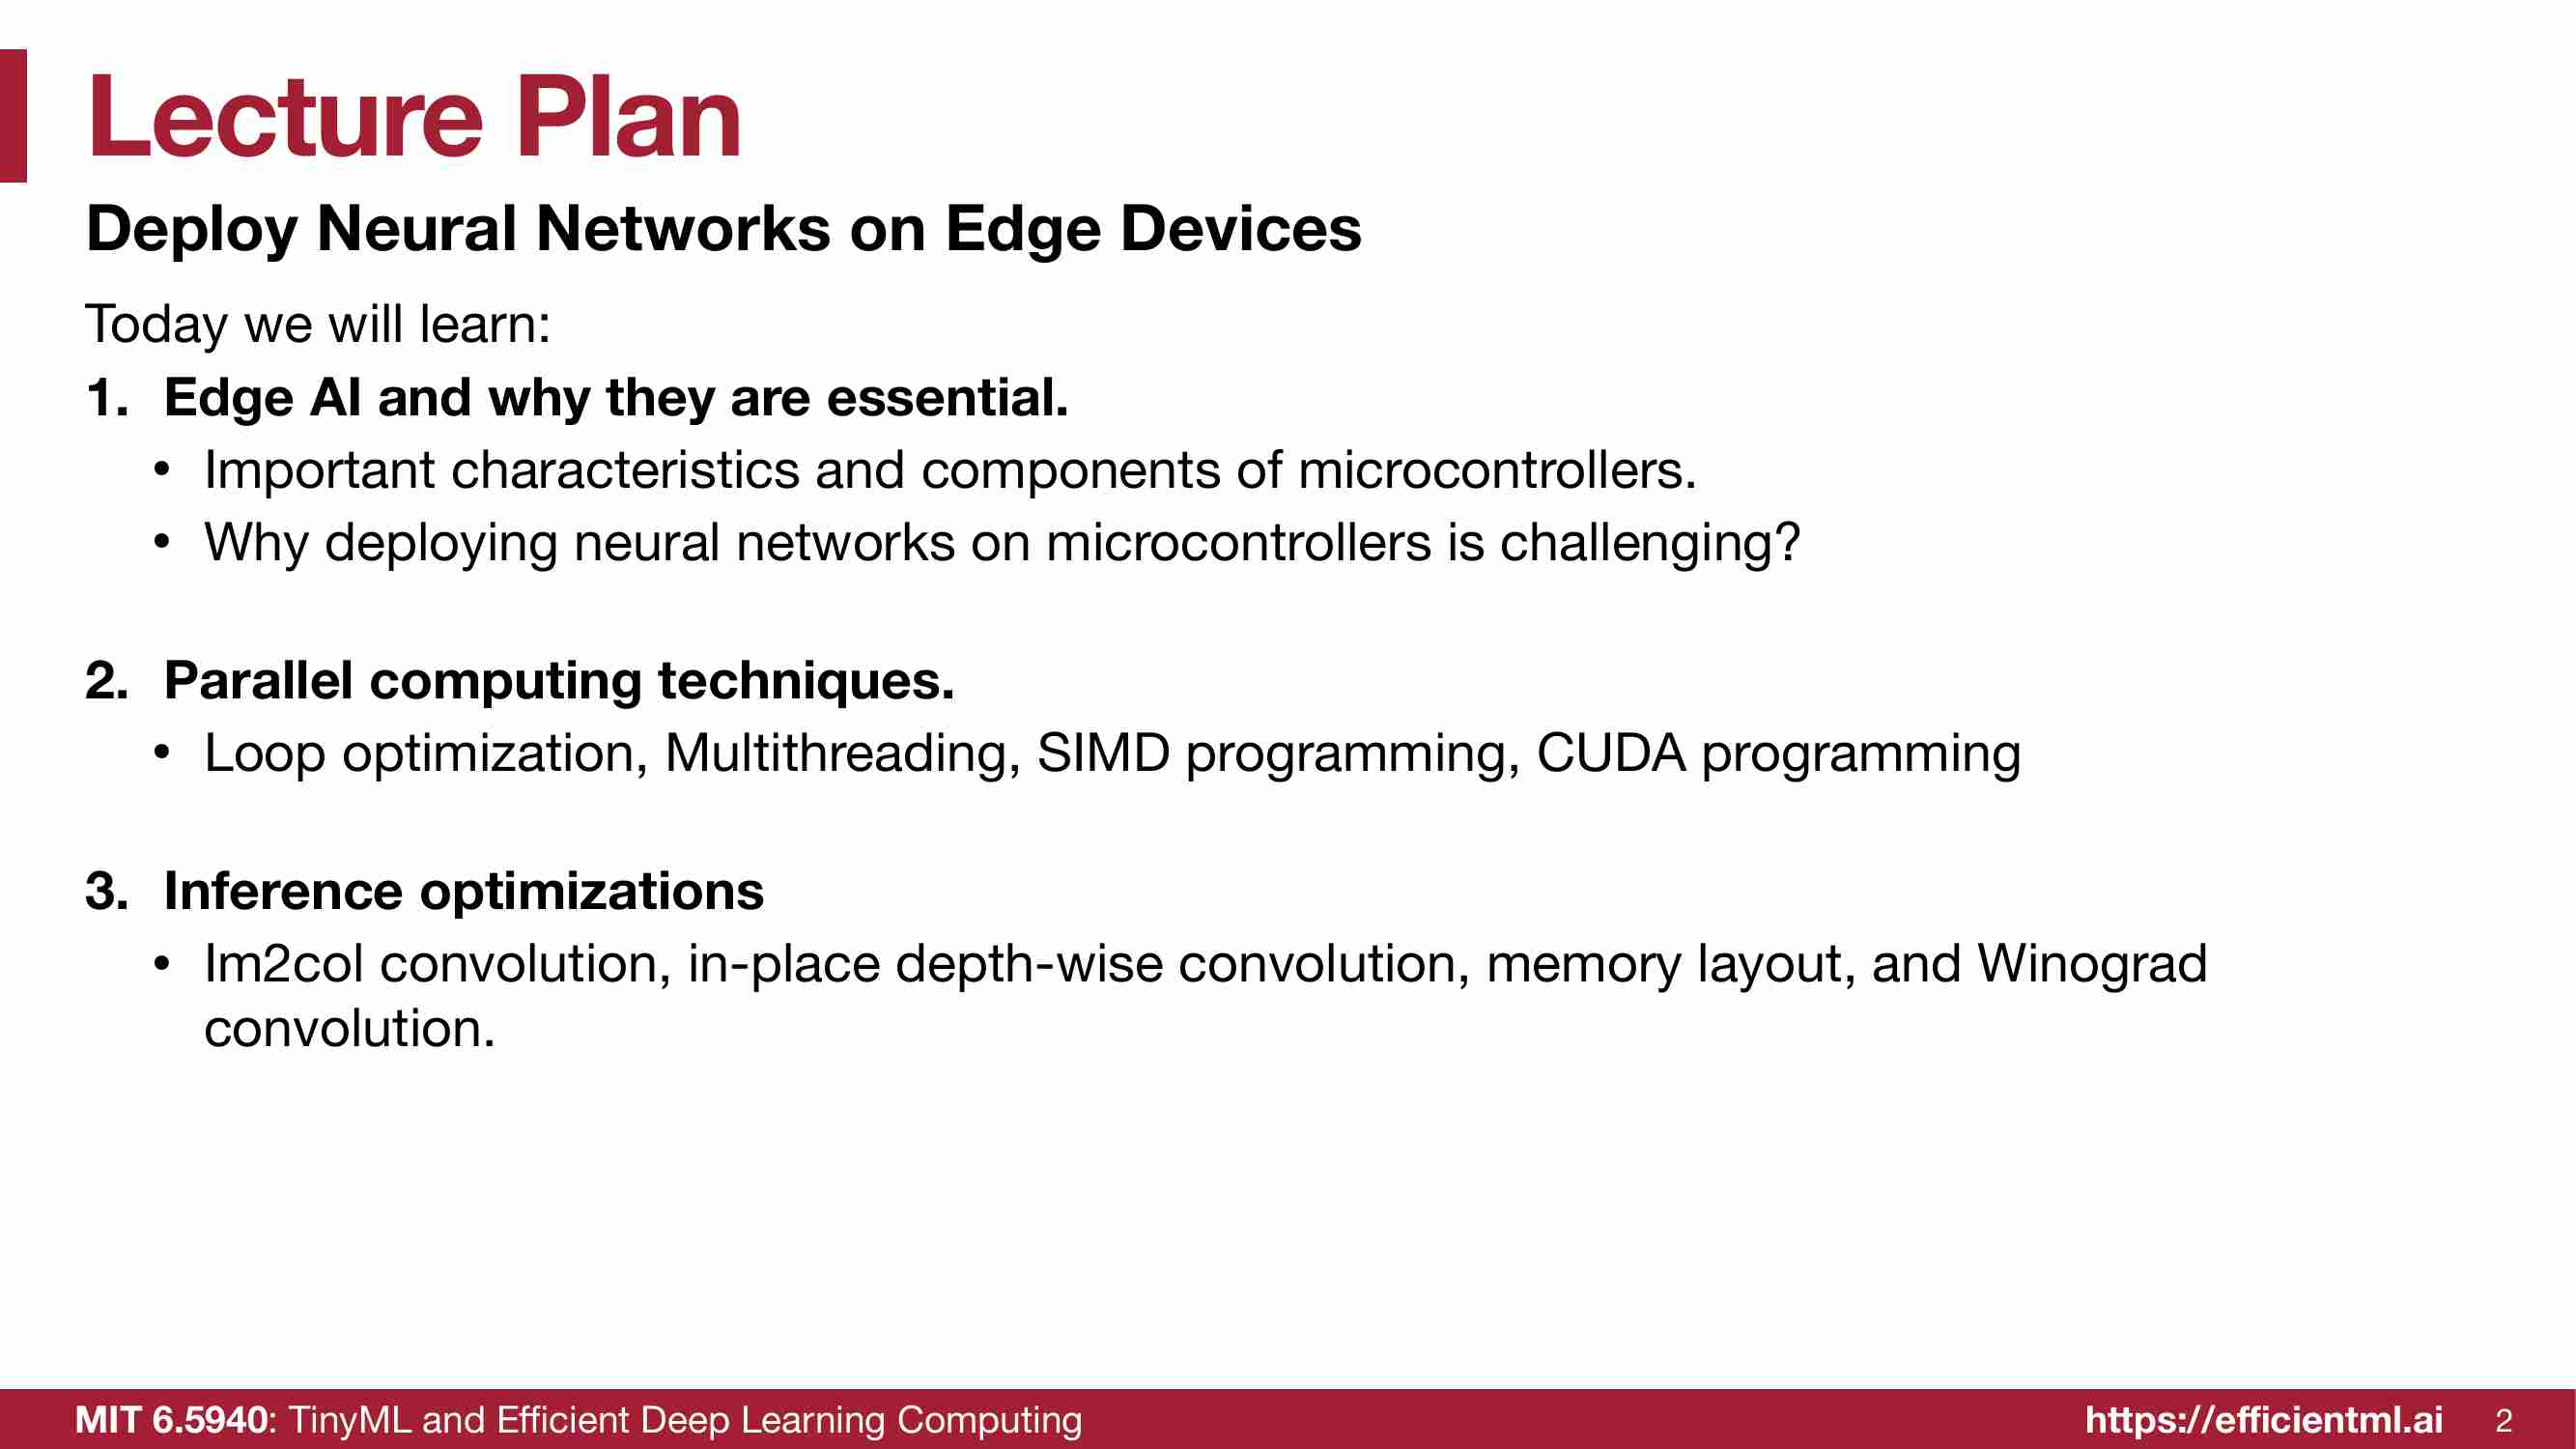 Lecture Plan
Deploy Neural Networks on Edge Devices
Today we will learn:
1. Edge AI and why they are essential.
• Important characteristics and components of microcontrollers.
• Why deploying neural networks on microcontrollers is challenging?
2. Parallel computing techniques.
• Loop optimization, Multithreading, SIMD programming, CUDA programming
3. Inference optimizations
• Im2col convolution, in-place depth-wise convolution, memory layout, and Winograd
convolution.
MIT 6.5940: TinyML and Efficient Deep Learning Computing
https://efficientml.ai 2